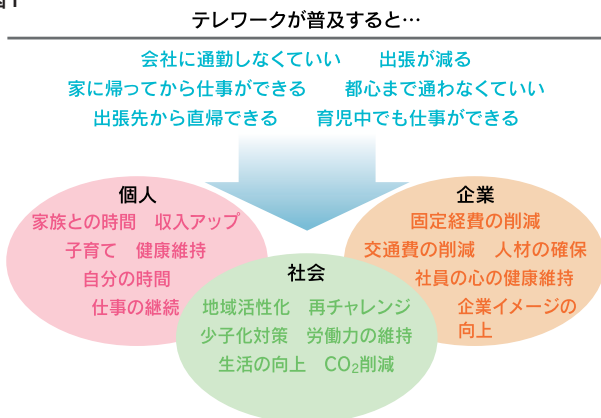 テレワークが普及すると…
会社に通勤しなくていい　出張が減る
家に帰ってから仕事ができる　都心まで通わなくていい
出張先から直帰できる　育児中でも仕事ができる
個人
家族との時間　収入アップ
子育て　健康維持
自分の時間
仕事の継続
社会
地域活性化　再チャレンジ
少子化対策　労働力の維持
生活の向上　CO₂削減
企業
固定経費の削減
交通費の削減　人材の確保
社員の心の健康維持
企業イメージの
向上